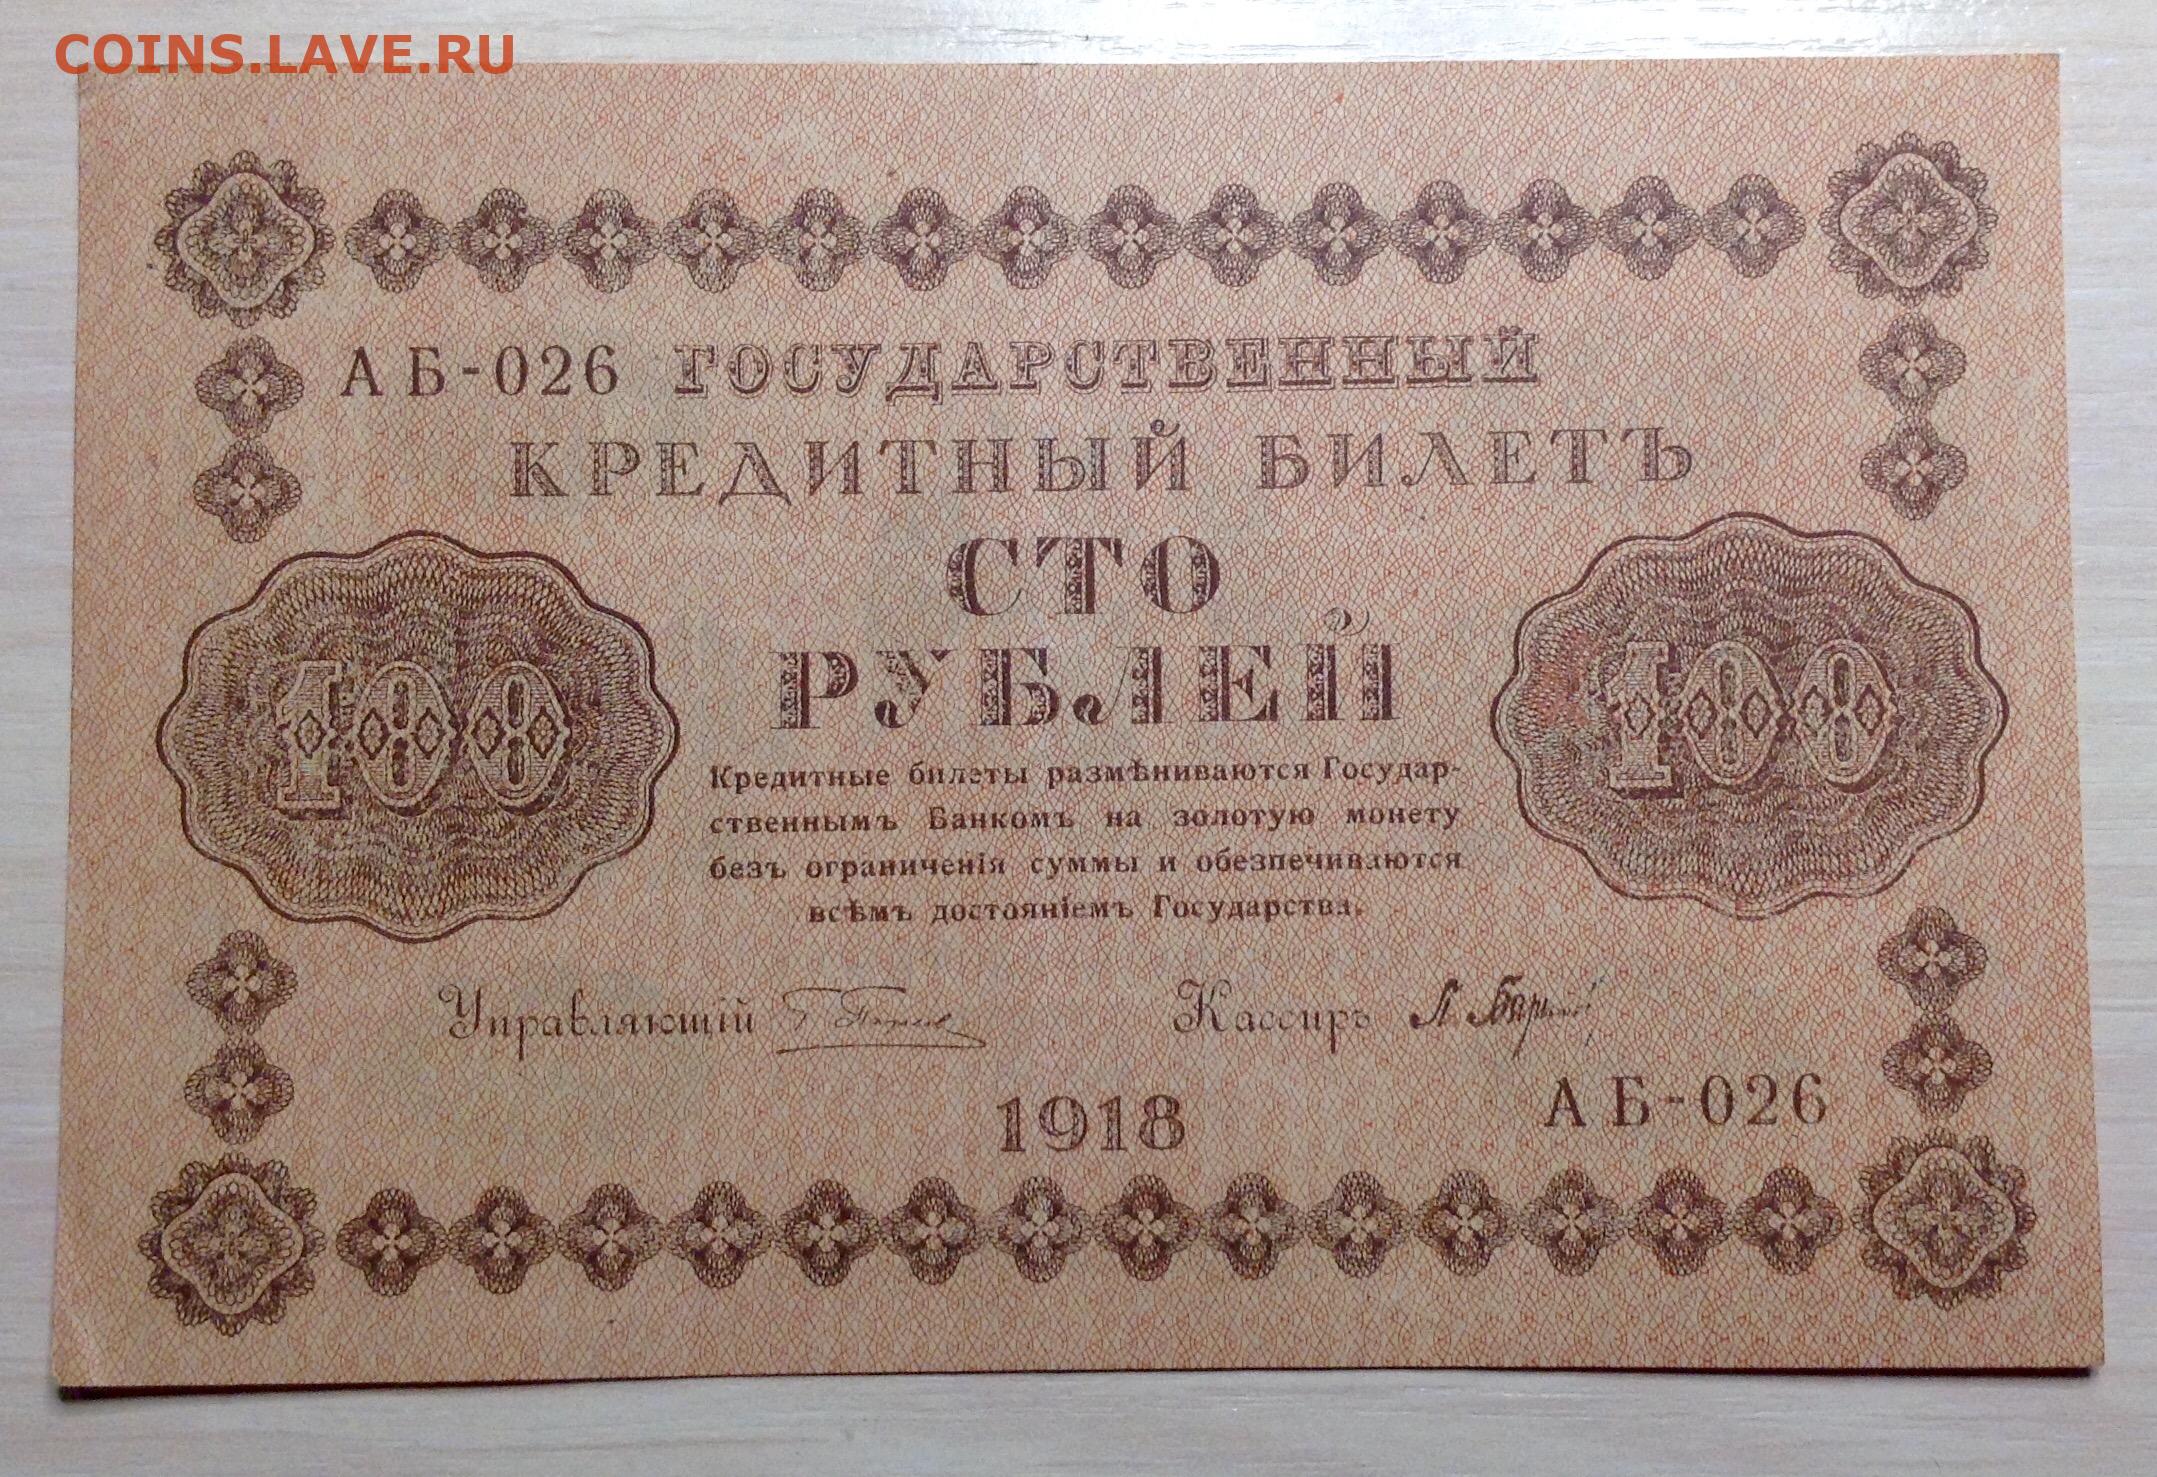 COINS.LAVE.RU
АБ-026 ГОСУДАРСТВЕННЫЙ
КРЕДИТНЫЙ БИЛЕТЪ
СТО
РУБЛЕЙ
100 100
Кредитные билеты размѣниваются Государ-
ственнымъ Банкомъ на золотую монету
безъ ограниченія суммы и обезпечиваются
всѣмъ достояніемъ Государства.
Управляющій Кассиръ
1918
АБ-026